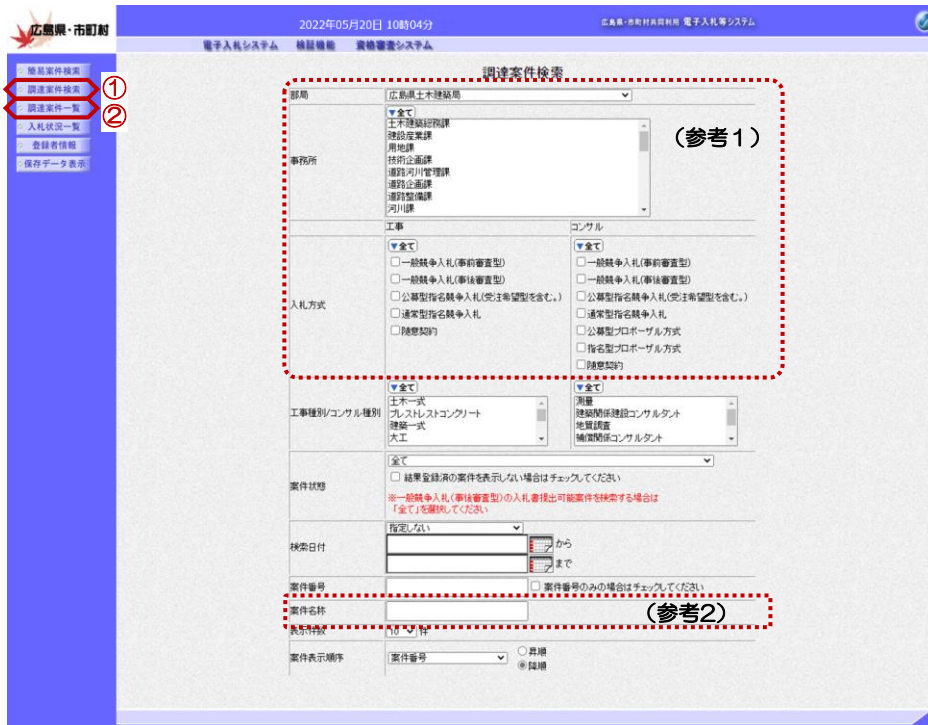 広島県・市町村
2022年05月20日 10時04分
広島県・市町村共同利用 電子入札等システム
電子入札システム 検証機能 資格審査システム
簡易案件検索
調達案件検索 ①
調達案件一覧 ②
入札状況一覧
登録者情報
保存データ表示
調達案件検索
部局 広島県土木建築局
事務所
▼全て
土木建築総務課
建設産業課
用地課
技術企画課
道路河川管理課
道路企画課
道路整備課
河川課
(参考1)
入札方式
工事 コンサル
▼全て ▼全て
一般競争入札(事前審査型) 一般競争入札(事前審査型)
一般競争入札(事後審査型) 一般競争入札(事後審査型)
公募型指名競争入札(受注希望型を含む。) 公募型指名競争入札(受注希望型を含む。)
通常型指名競争入札 通常型指名競争入札
随意契約 公募型プロポーザル方式
指名型プロポーザル方式
随意契約
工事種別/コンサル種別
▼全て ▼全て
土木一式 測量
プレストレストコンクリート 建築関係建設コンサルタント
建築一式 地質調査
大工 補償関係コンサルタント
案件状態
全て
結果登録済の案件を表示しない場合はチェックしてください
※一般競争入札(事後審査型)の入札書提出可能案件を検索する場合は
「全て」を選択してください
検索日付
指定しない
から
まで
案件番号 案件番号のみの場合はチェックしてください
案件名称 (参考2)
表示件数 10 件
案件表示順序 案件番号 昇順
降順